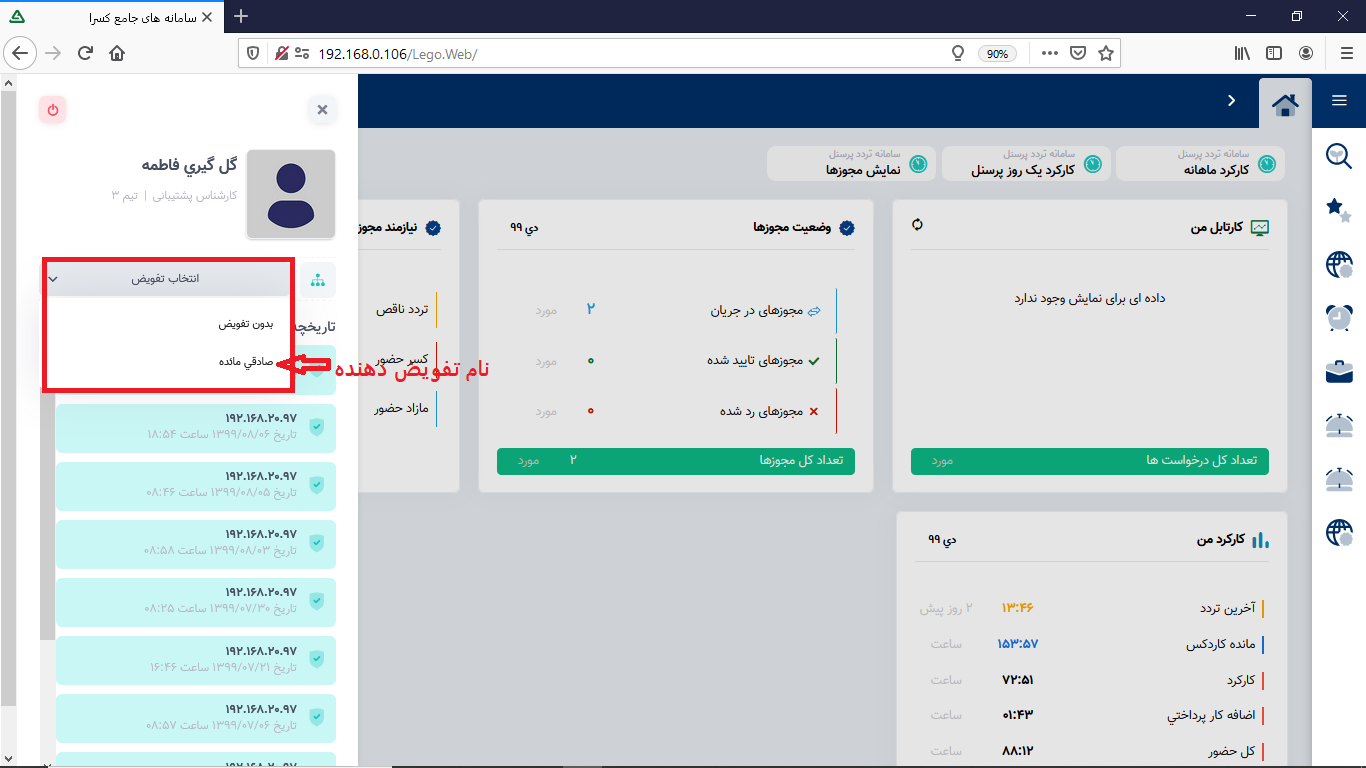 سامانه های جامع کسرا
192.168.0.106/Lego.Web/
90%
گل گيري فاطمه
کارشناس پشتیبانی | تیم ۳
انتخاب تفویض
بدون تفویض
صادقي مائده
نام تفویض دهنده
۱۹۲.۱۶۸.۲۰.۹۷
تاریخ ۱۳۹۹/۰۸/۰۶ ساعت ۱۸:۵۴
۱۹۲.۱۶۸.۲۰.۹۷
تاریخ ۱۳۹۹/۰۸/۰۵ ساعت ۰۸:۴۶
۱۹۲.۱۶۸.۲۰.۹۷
تاریخ ۱۳۹۹/۰۸/۰۳ ساعت ۰۸:۵۸
۱۹۲.۱۶۸.۲۰.۹۷
تاریخ ۱۳۹۹/۰۷/۳۰ ساعت ۰۸:۲۵
۱۹۲.۱۶۸.۲۰.۹۷
تاریخ ۱۳۹۹/۰۷/۲۱ ساعت ۱۶:۴۶
۱۹۲.۱۶۸.۲۰.۹۷
تاریخ ۱۳۹۹/۰۷/۰۶ ساعت ۰۸:۵۷
سامانه تردد پرسنل
کارکرد ماهانه
سامانه تردد پرسنل
کارکرد یک روز پرسنل
سامانه تردد پرسنل
نمایش مجوزها
کارتابل من
داده ای برای نمایش وجود ندارد
تعداد کل درخواست ها مورد
وضعیت مجوزها دي ۹۹
مجوزهای در جریان ۲ مورد
مجوزهای تایید شده ۰ مورد
مجوزهای رد شده ۰ مورد
تعداد کل مجوزها ۲ مورد
نیازمند مجوز
تردد ناقص
کسر حضور
مازاد حضور
کارکرد من دي ۹۹
آخرین تردد ۱۳:۴۶ ۲ روز پیش
مانده کاردکس ۱۵۳:۵۷ ساعت
کارکرد ۷۲:۵۱ ساعت
اضافه کار پرداختي ۰۱:۴۳ ساعت
کل حضور ۸۸:۱۲ ساعت